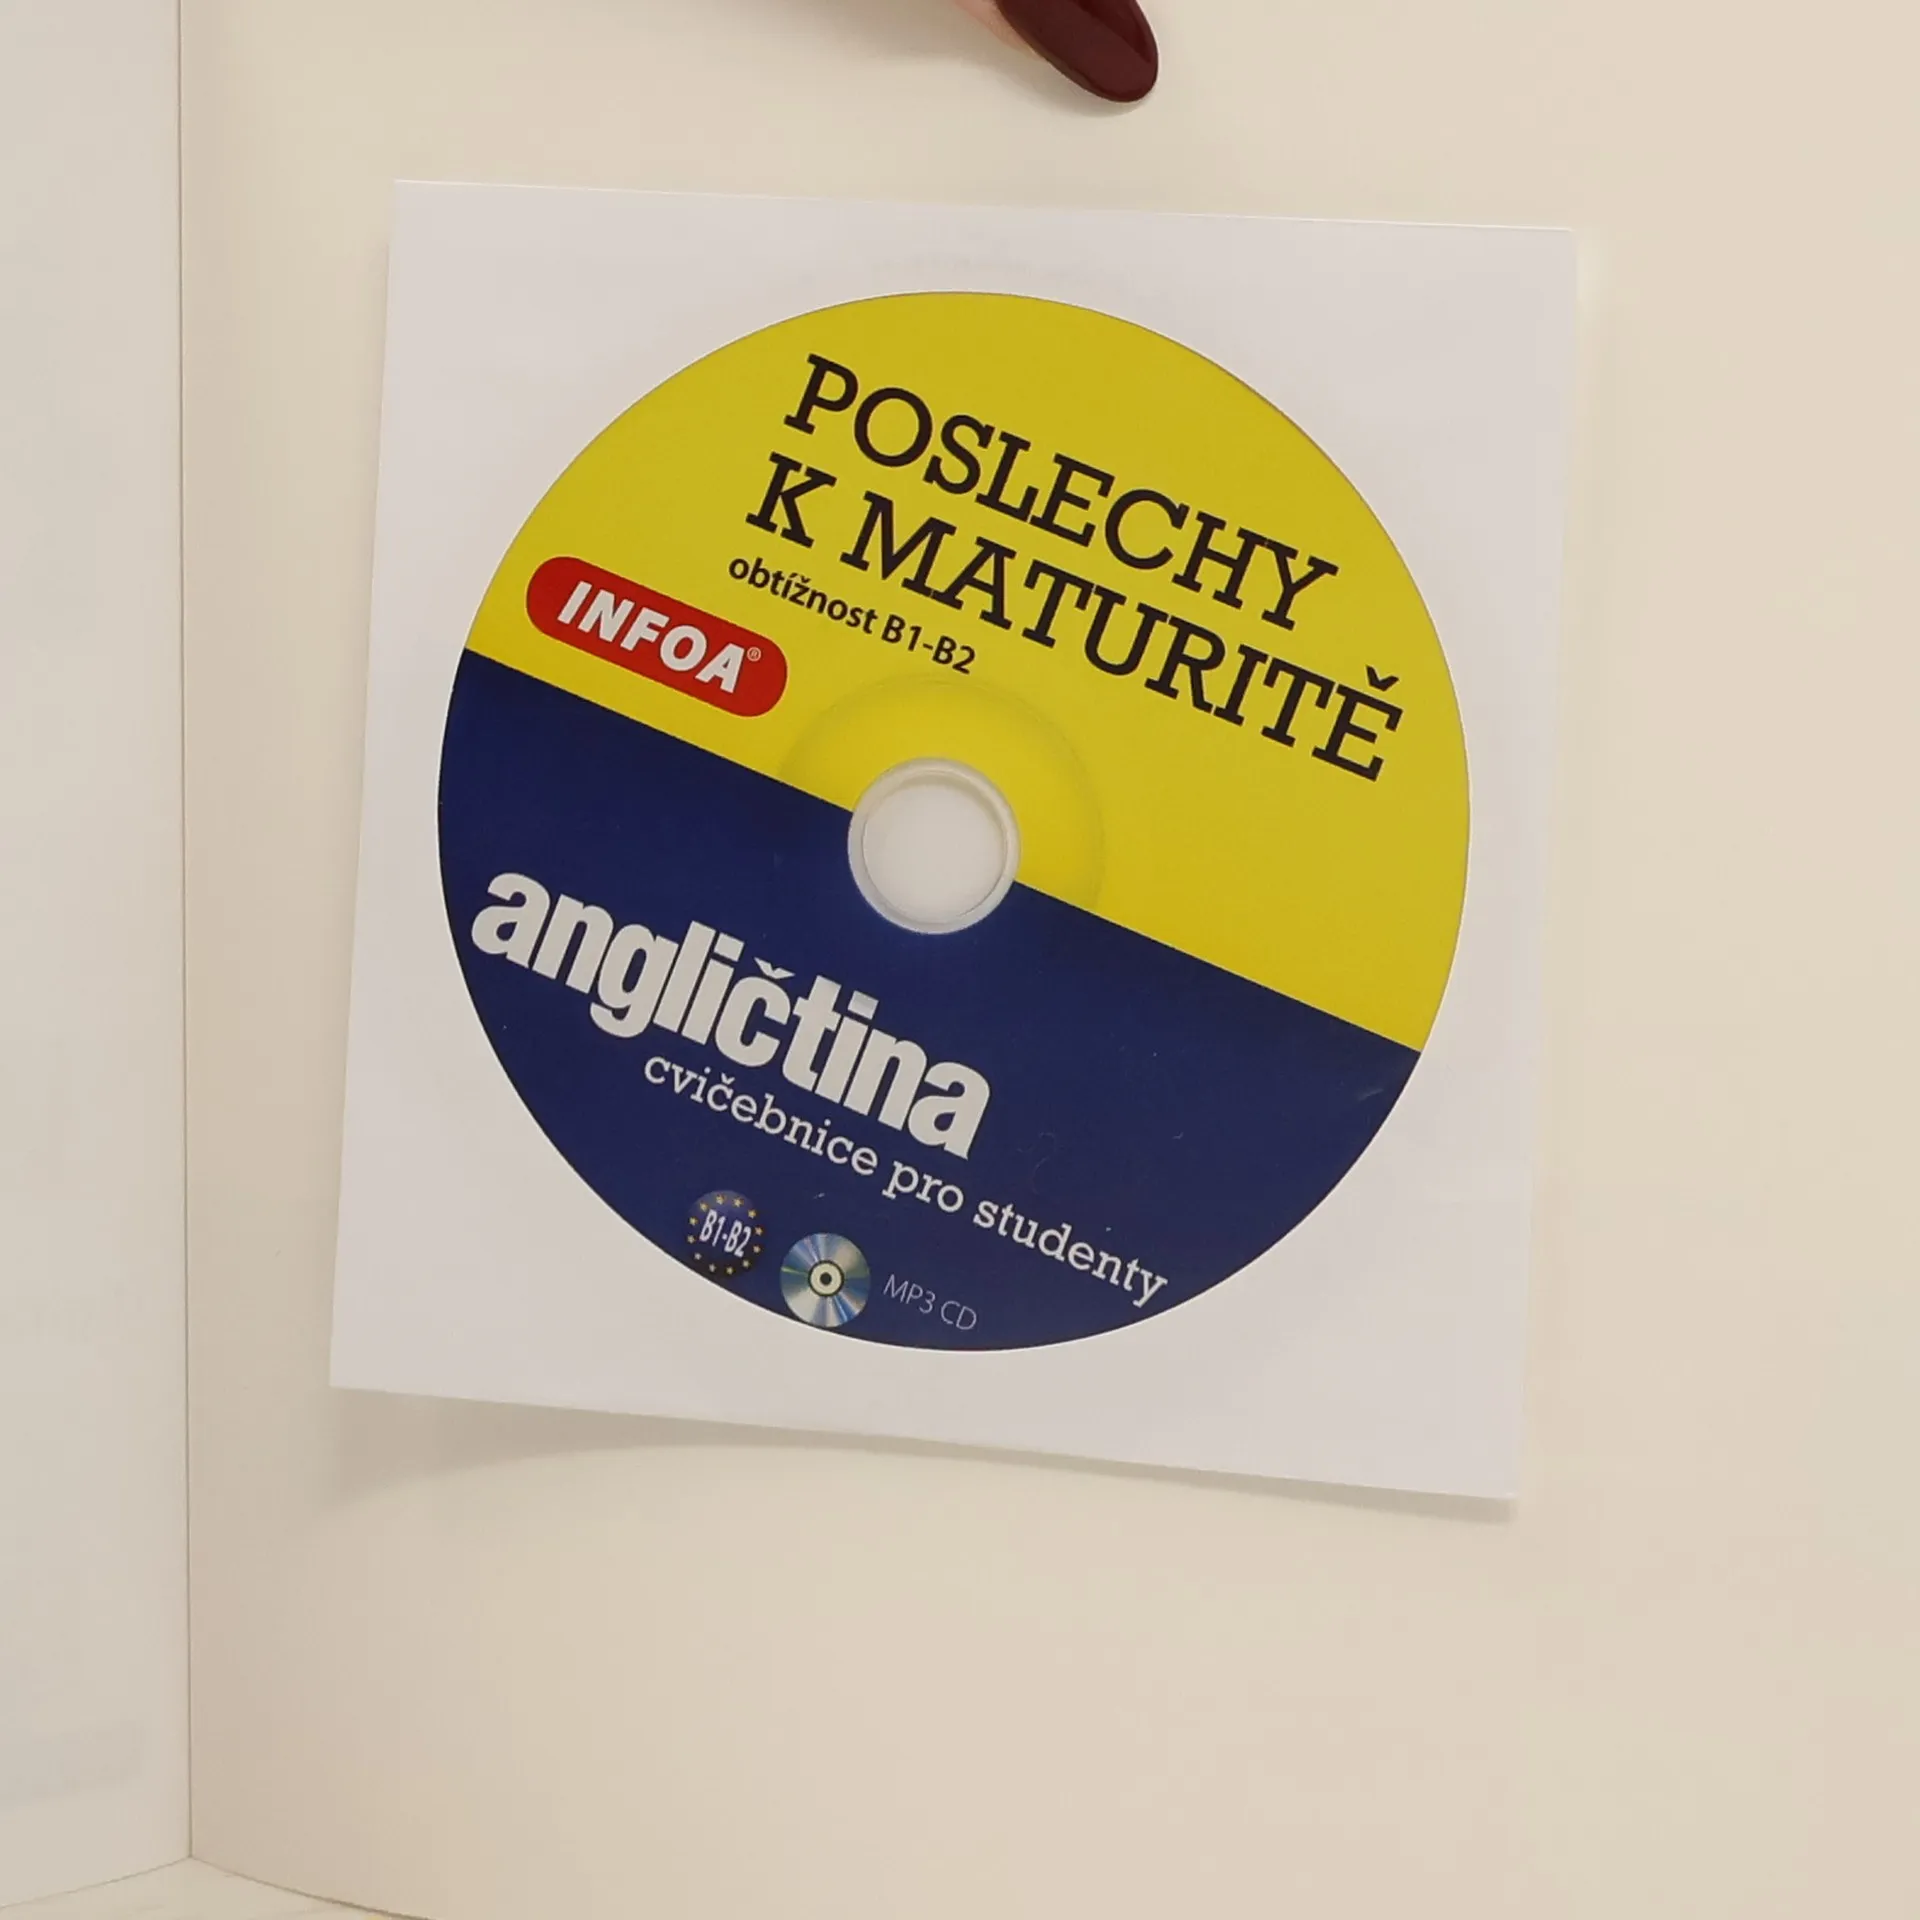 POSLECHY
K MATURITĚ
obtížnost B1-B2
INFOA®
angličtina
cvičebnice pro studenty
B1-B2
MP3 CD